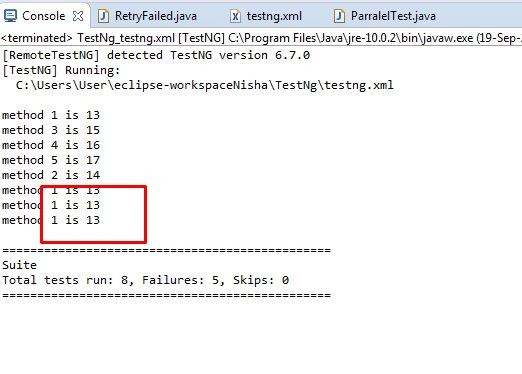 Console RetryFailed.java testng.xml ParralelTest.java
<terminated> TestNg_testng.xml [TestNG] C:\Program Files\Java\jre-10.0.2\bin\javaw.exe (19-Sep-
[RemoteTestNG] detected TestNG version 6.7.0
[TestNG] Running:
C:\Users\User\eclipse-workspaceNisha\TestNg\testng.xml
method 1 is 13
method 3 is 15
method 4 is 16
method 5 is 17
method 2 is 14
method 1 is 13
method 1 is 13
method 1 is 13
===============================================
Suite
Total tests run: 8, Failures: 5, Skips: 0
===============================================